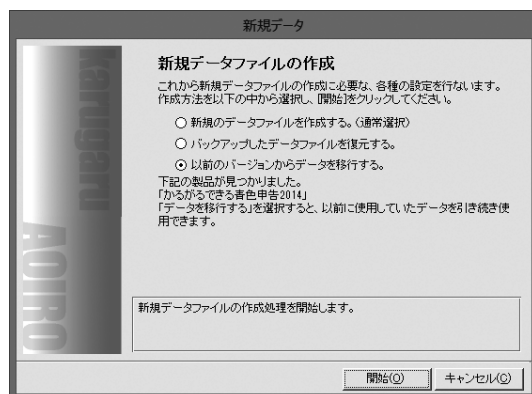 新規データ
Karugaru
AOIRO
新規データファイルの作成
これから新規データファイルの作成に必要な、各種の設定を行ないます。
作成方法を以下の中から選択し、[開始]をクリックしてください。
新規のデータファイルを作成する。(通常選択)
バックアップしたデータファイルを復元する。
以前のバージョンからデータを移行する。
下記の製品が見つかりました。
「かるがるできる青色申告2014」
「データを移行する」を選択すると、以前に使用していたデータを引き続き使
用できます。
新規データファイルの作成処理を開始します。
開始(O)
キャンセル(C)